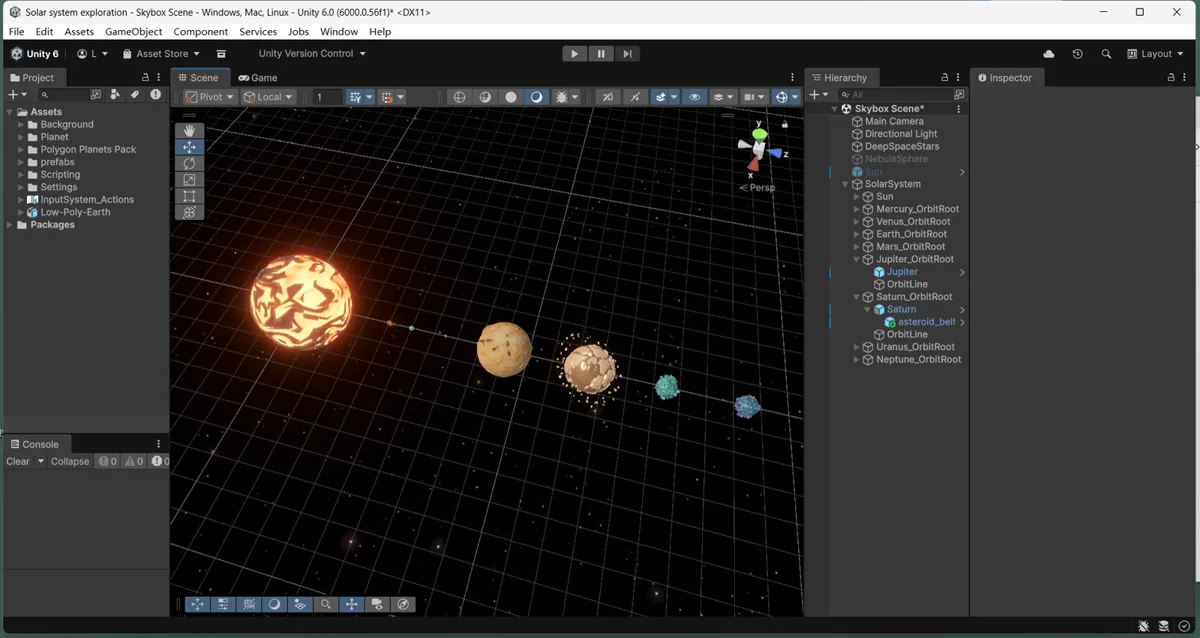 Solar system exploration - Skybox Scene - Windows, Mac, Linux - Unity 6.0 (6000.0.56f1)* <DX11>
File Edit Assets GameObject Component Services Jobs Window Help
Unity 6 L Asset Store Unity Version Control Layout
Project
Assets
Background
Planet
Polygon Planets Pack
prefabs
Scripting
Settings
InputSystem_Actions
Low-Poly-Earth
Packages
Console
Clear Collapse 0 0 0
Scene Game
Pivot Local 1 2D
y
z
x
Persp
Hierarchy
All
Skybox Scene*
Main Camera
Directional Light
DeepSpaceStars
NebulaSphere
Sun
SolarSystem
Sun
Mercury_OrbitRoot
Venus_OrbitRoot
Earth_OrbitRoot
Mars_OrbitRoot
Jupiter_OrbitRoot
Jupiter
OrbitLine
Saturn_OrbitRoot
Saturn
asteroid_belt
OrbitLine
Uranus_OrbitRoot
Neptune_OrbitRoot
Inspector